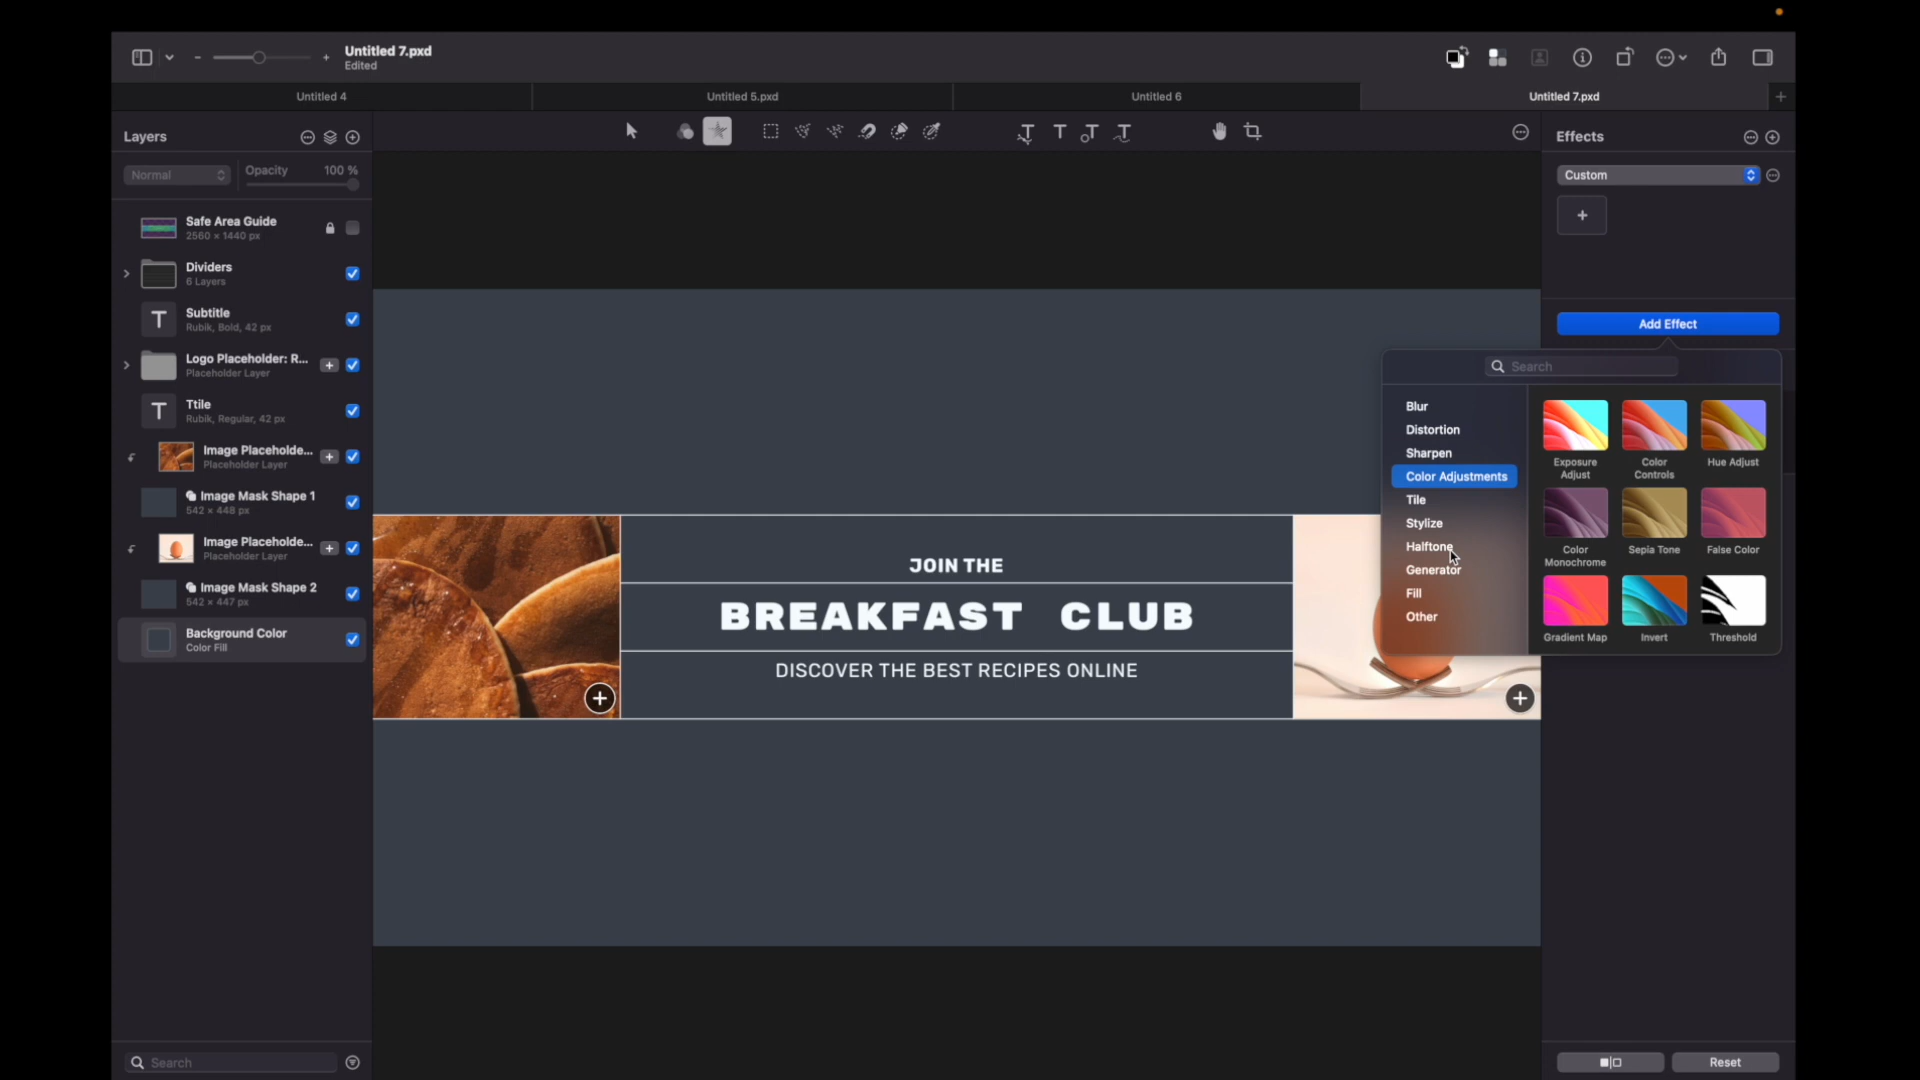 Untitled 7.pxd
Edited
Untitled 4
Untitled 5.pxd
Untitled 6
Untitled 7.pxd
Layers
Normal
Opacity
100 %
Safe Area Guide
2560 × 1440 px
Dividers
6 Layers
Subtitle
Rubik, Bold, 42 px
Logo Placeholder: R...
Placeholder Layer
Ttile
Rubik, Regular, 42 px
Image Placeholde...
Placeholder Layer
Image Mask Shape 1
542 × 448 px
Image Placeholde...
Placeholder Layer
Image Mask Shape 2
542 × 447 px
Background Color
Color Fill
Search
JOIN THE
BREAKFAST CLUB
DISCOVER THE BEST RECIPES ONLINE
Effects
Custom
Add Effect
Search
Blur
Distortion
Sharpen
Color Adjustments
Tile
Stylize
Halftone
Generator
Fill
Other
Exposure
Adjust
Color
Controls
Hue Adjust
Color
Monochrome
Sepia Tone
False Color
Gradient Map
Invert
Threshold
Reset